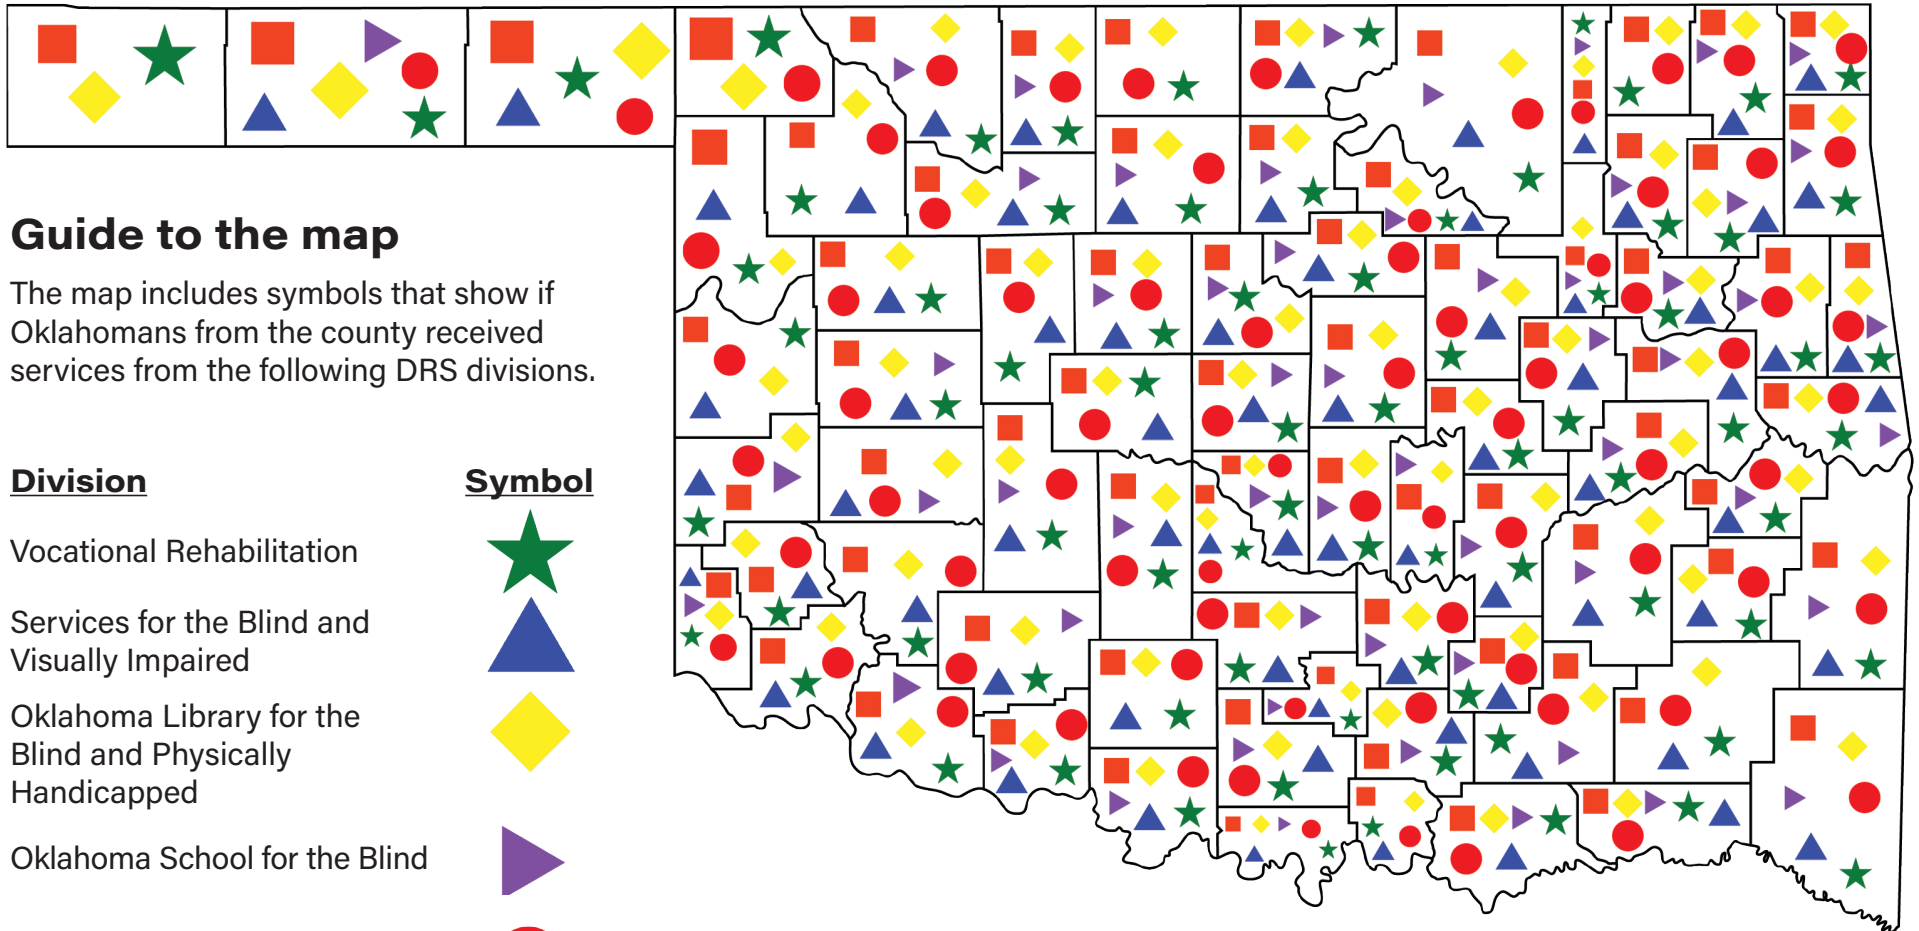 Guide to the map
The map includes symbols that show if
Oklahomans from the county received
services from the following DRS divisions.
Division Symbol
Vocational Rehabilitation
Services for the Blind and
Visually Impaired
Oklahoma Library for the
Blind and Physically
Handicapped
Oklahoma School for the Blind